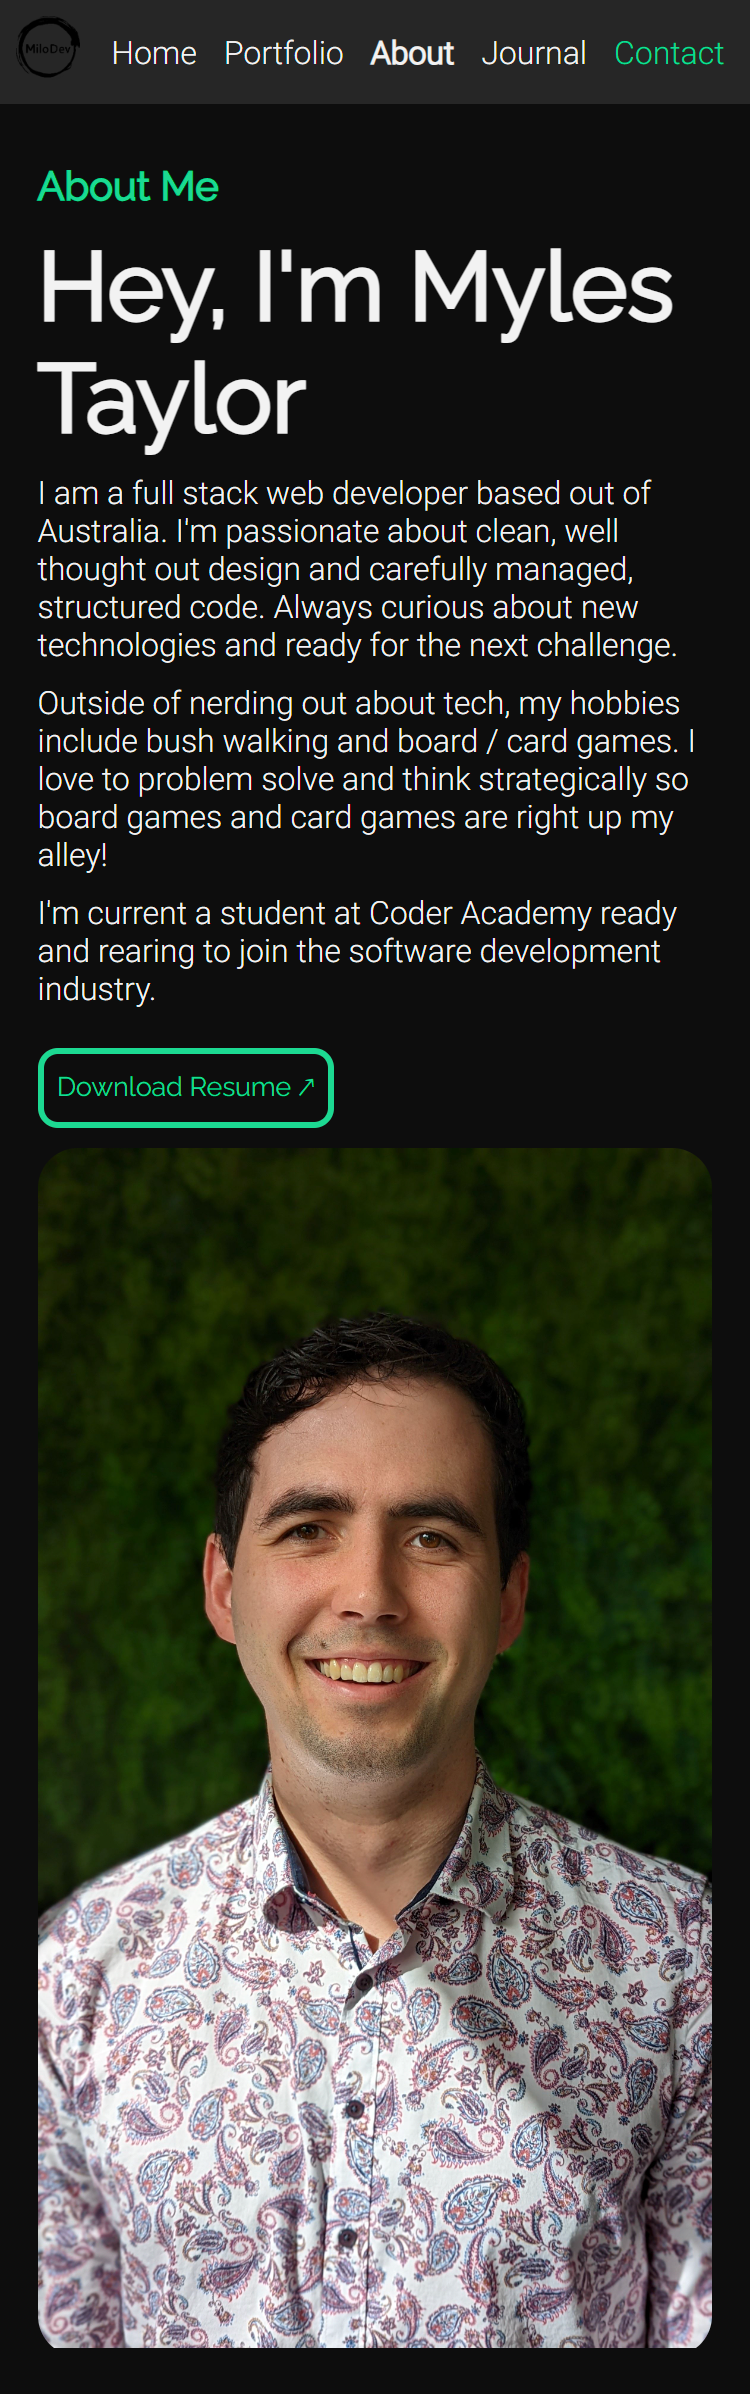 MiloDev
Home Portfolio About Journal Contact
About Me
Hey, I'm Myles
Taylor
I am a full stack web developer based out of
Australia. I'm passionate about clean, well
thought out design and carefully managed,
structured code. Always curious about new
technologies and ready for the next challenge.
Outside of nerding out about tech, my hobbies
include bush walking and board / card games. I
love to problem solve and think strategically so
board games and card games are right up my
alley!
I'm current a student at Coder Academy ready
and rearing to join the software development
industry.
Download Resume ↗